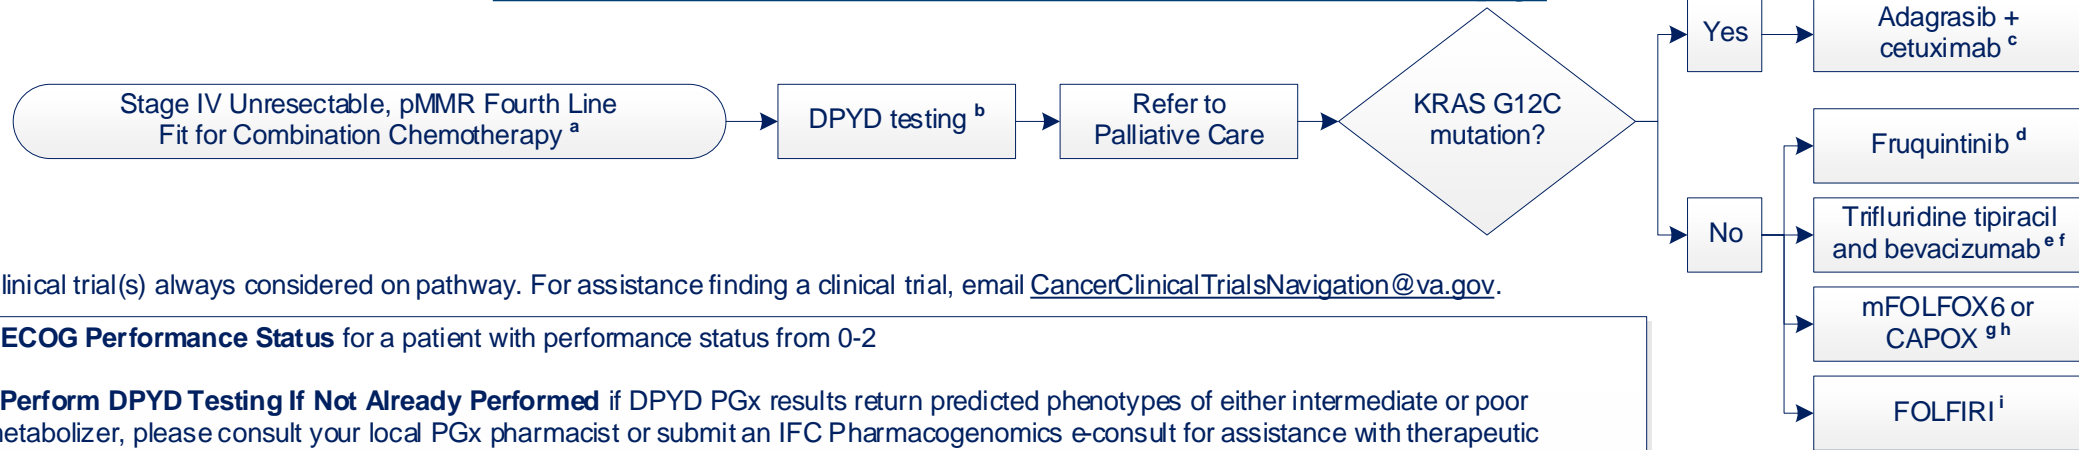 Stage IV Unresectable, pMMR Fourth Line
Fit for Combination Chemotherapy a
DPYD testing b
Refer to
Palliative Care
KRAS G12C
mutation?
Yes
Adagrasib +
cetuximab c
No
Fruquintinib d
Trifluridine tipiracil
and bevacizumab e f
mFOLFOX6 or
CAPOX g h
FOLFIRI i
linical trial(s) always considered on pathway. For assistance finding a clinical trial, email CancerClinicalTrialsNavigation@va.gov.
ECOG Performance Status for a patient with performance status from 0-2
Perform DPYD Testing If Not Already Performed if DPYD PGx results return predicted phenotypes of either intermediate or poor
etabolizer, please consult your local PGx pharmacist or submit an IFC Pharmacogenomics e-consult for assistance with therapeutic